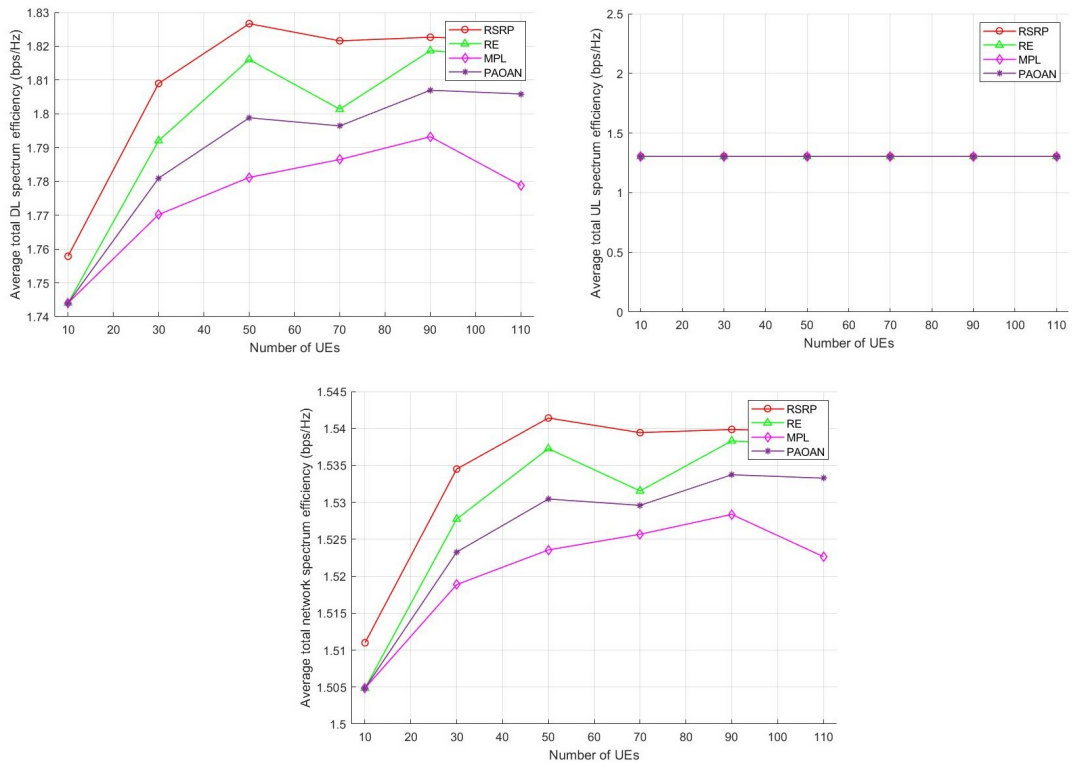 Average total DL spectrum efficiency (bps/Hz)
1.83
1.82
1.81
1.8
1.79
1.78
1.77
1.76
1.75
1.74
10 20 30 40 50 60 70 80 90 100 110
Number of UEs
RSRP
RE
MPL
PAOAN
Average total UL spectrum efficiency (bps/Hz)
2.5
2
1.5
1
0.5
0
10 20 30 40 50 60 70 80 90 100 110
Number of UEs
RSRP
RE
MPL
PAOAN
Average total network spectrum efficiency (bps/Hz)
1.545
1.54
1.535
1.53
1.525
1.52
1.515
1.51
1.505
1.5
10 20 30 40 50 60 70 80 90 100 110
Number of UEs
RSRP
RE
MPL
PAOAN